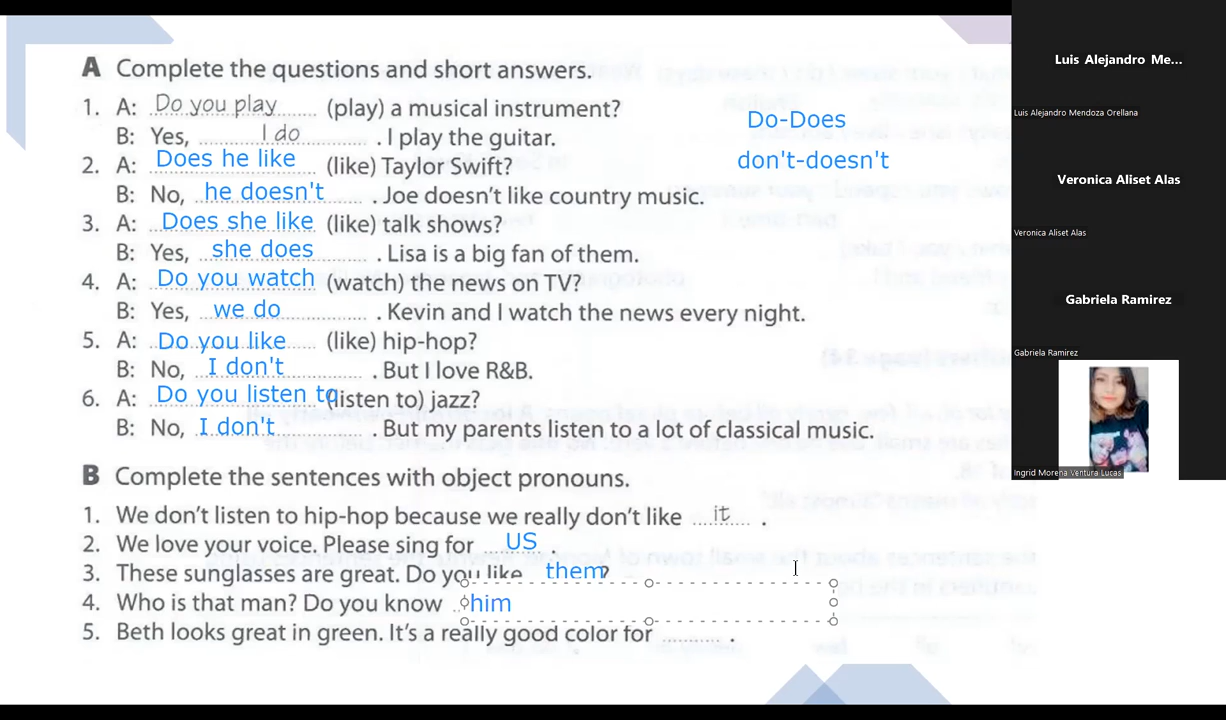 A Complete the questions and short answers.
1. A: Do you play (play) a musical instrument?
B: Yes, I do . I play the guitar.
2. A: Does he like (like) Taylor Swift?
B: No, he doesn't . Joe doesn't like country music.
3. A: Does she like (like) talk shows?
B: Yes, she does . Lisa is a big fan of them.
4. A: Do you watch (watch) the news on TV?
B: Yes, we do . Kevin and I watch the news every night.
5. A: Do you like (like) hip-hop?
B: No, I don't . But I love R&B.
6. A: Do you listen to (listen to) jazz?
B: No, I don't But my parents listen to a lot of classical music.
Do-Does
don't-doesn't
B Complete the sentences with object pronouns.
1. We don't listen to hip-hop because we really don't like it .
2. We love your voice. Please sing for US .
3. These sunglasses are great. Do you like them?
4. Who is that man? Do you know him
5. Beth looks great in green. It's a really good color for ........ .
Luis Alejandro Me...
Luis Alejandro Mendoza Orellana
Veronica Aliset Alas
Veronica Aliset Alas
Gabriela Ramirez
Gabriela Ramirez
Ingrid Morena Ventura Lucas